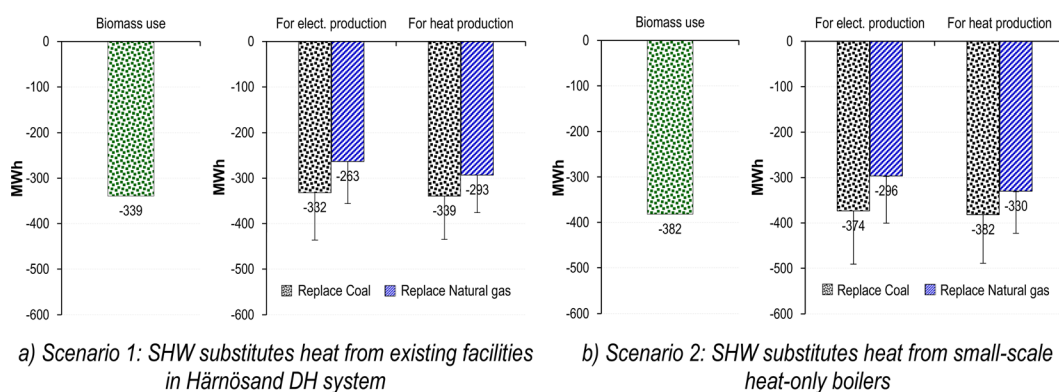 Biomass use
For elect. production
For heat production
0
-100
-200
-300
-400
-500
-600
MWh
-339
0
-100
-200
-300
-400
-500
-600
MWh
-332
-263
-339
-293
Replace Coal
Replace Natural gas
a) Scenario 1: SHW substitutes heat from existing facilities
in Härnösand DH system
Biomass use
For elect. production
For heat production
0
-100
-200
-300
-400
-500
-600
MWh
-382
0
-100
-200
-300
-400
-500
-600
MWh
-374
-296
-382
-330
Replace Coal
Replace Natural gas
b) Scenario 2: SHW substitutes heat from small-scale
heat-only boilers